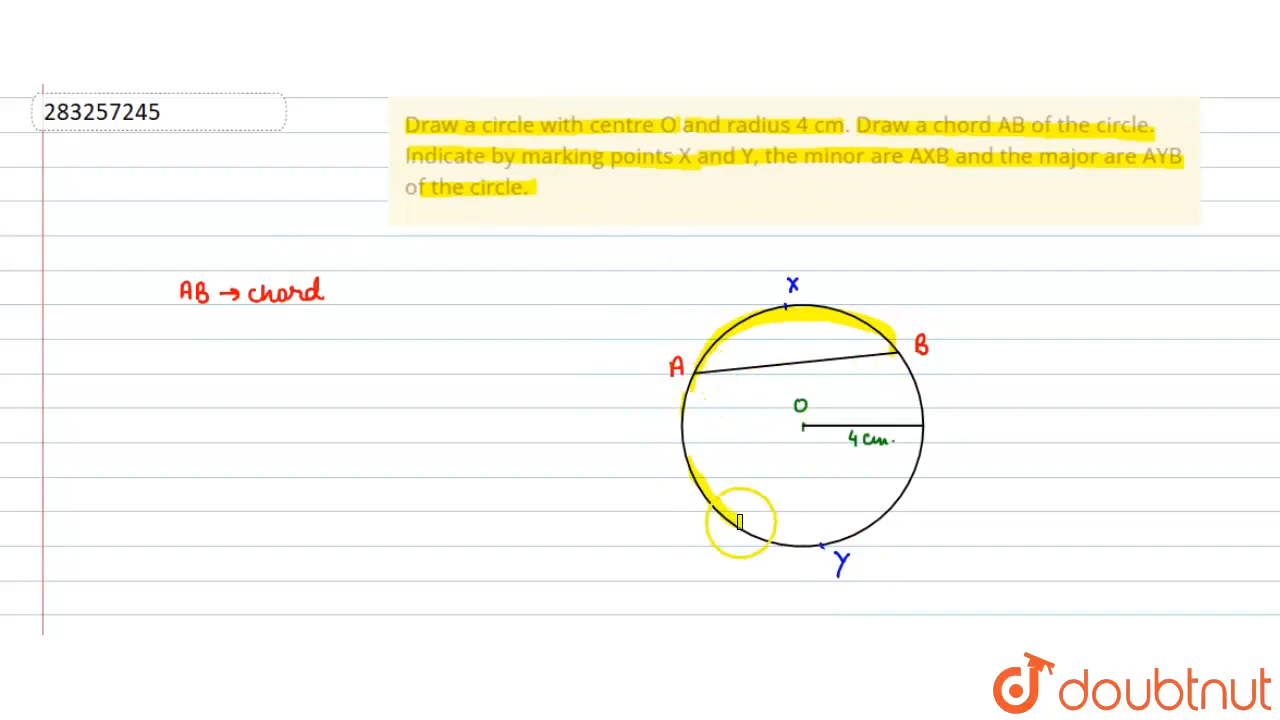 283257245
Draw a circle with centre O and radius 4 cm. Draw a chord AB of the circle.
Indicate by marking points X and Y, the minor are AXB and the major are AYB
of the circle.
AB → chord
X
A
B
O
4 cm.
Y
doubtnut